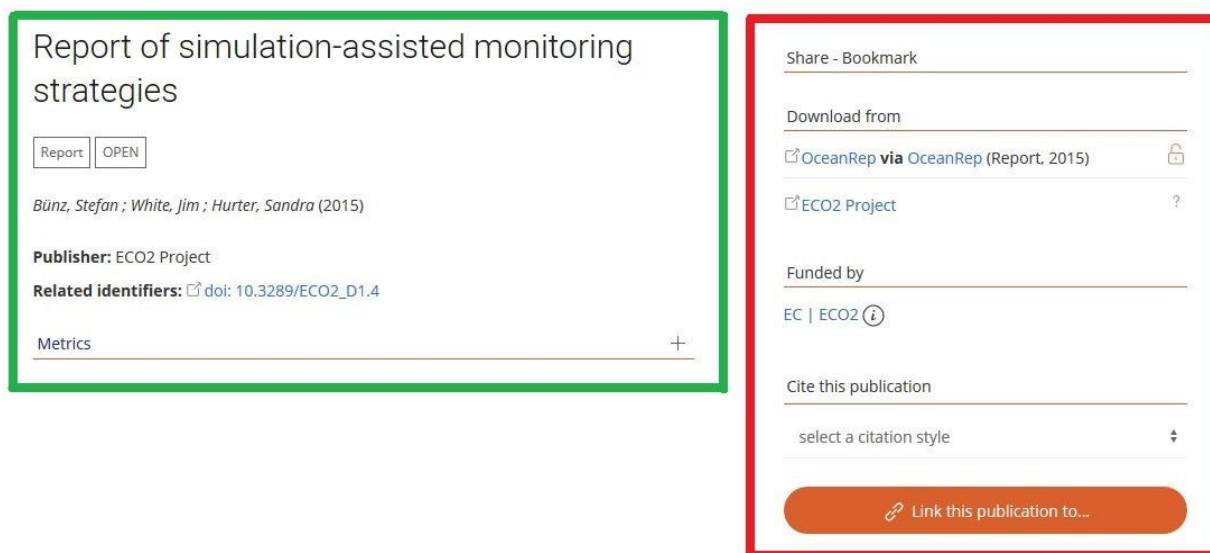 Report of simulation-assisted monitoring
strategies
Report OPEN
Bünz, Stefan ; White, Jim ; Hurter, Sandra (2015)
Publisher: ECO2 Project
Related identifiers: doi: 10.3289/ECO2_D1.4
Metrics +
Share - Bookmark
Download from
OceanRep via OceanRep (Report, 2015)
ECO2 Project ?
Funded by
EC | ECO2 i
Cite this publication
select a citation style
Link this publication to...